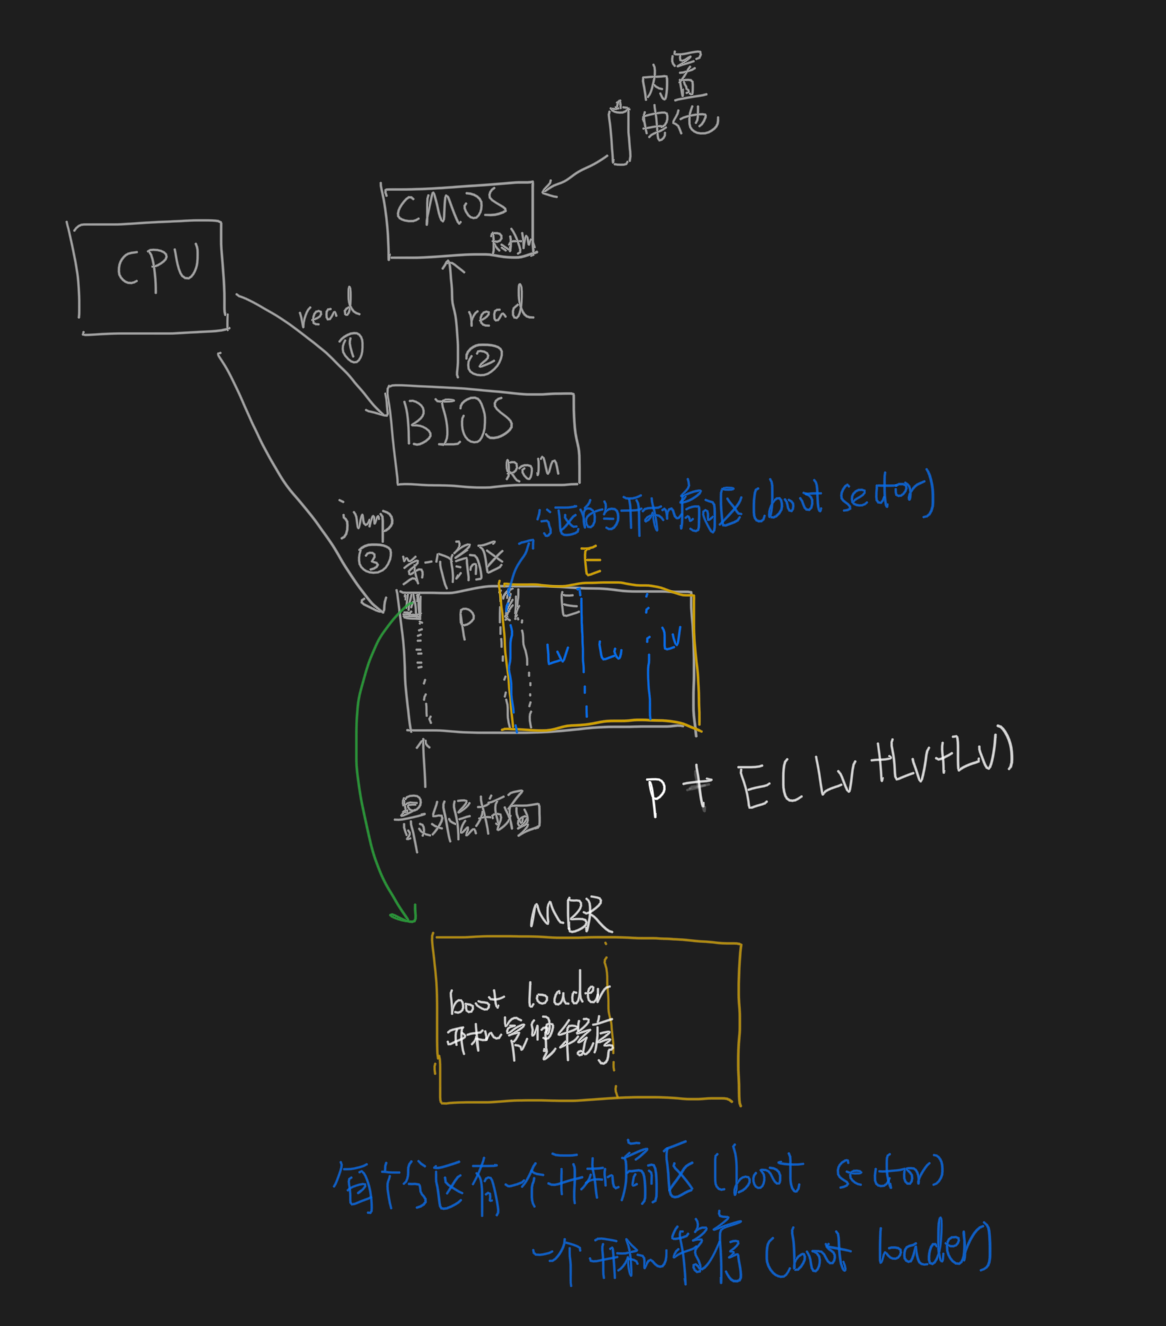 内置
电池
CMOS
RAM
CPU
read
①
read
②
BIOS
ROM
分区的开机扇区(boot sector)
jump
③
第一个扇区
E
P
E
LV
LV
LV
P + E(LV+LV+LV)
最外层柱面
MBR
boot loader
开机管理程序
每个分区有一个开机扇区(boot sector)
一个开机程序(boot loader)